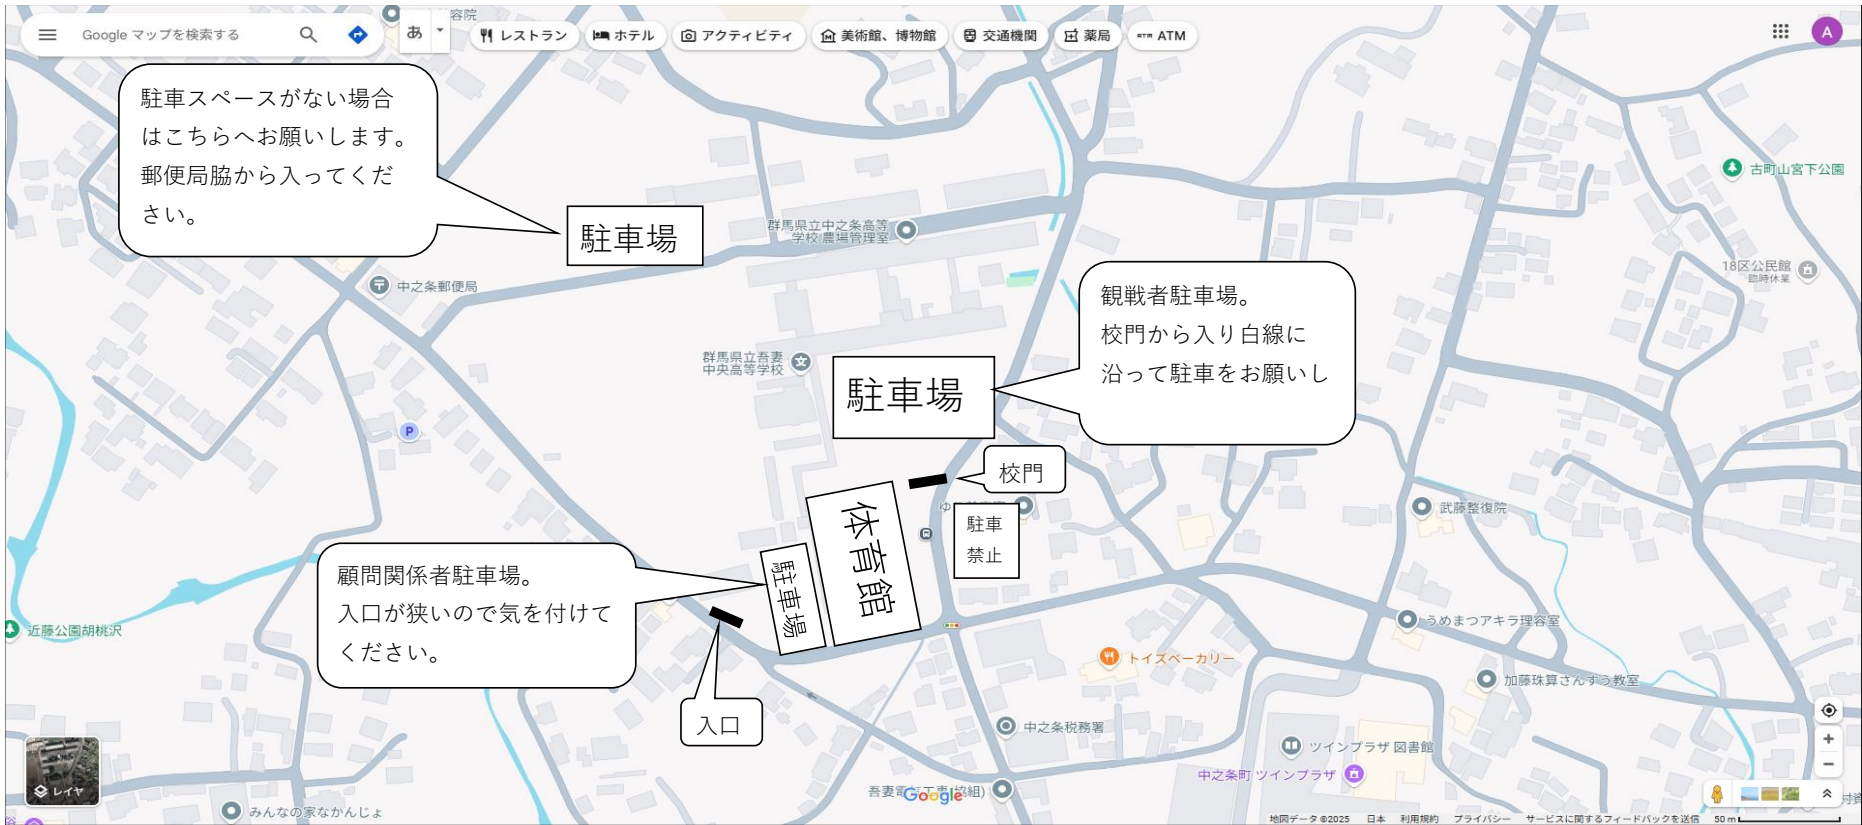 Google マップを検索する
あ
レストラン
ホテル
アクティビティ
美術館、博物館
交通機関
薬局
ATM
A
容院
駐車スペースがない場合
はこちらへお願いします。
郵便局脇から入ってくだ
さい。
駐車場
群馬県立中之条高等
学校 農場管理室
古町山宮下公園
18区公民館
臨時休業
中之条郵便局
観戦者駐車場。
校門から入り白線に
沿って駐車をお願いし
群馬県立吾妻
中央高等学校
駐車場
P
校門
ゆ
駐車
禁止
武藤整復院
体育館
駐車場
顧問関係者駐車場。
入口が狭いので気を付けて
ください。
近藤公園胡桃沢
うめまつアキラ理容室
トイズベーカリー
加藤珠算さんすう教室
入口
中之条税務署
ツインプラザ 図書館
中之条町 ツインプラザ
レイヤ
吾妻電気工事(協組)
Google
みんなの家なかんじょ
地図データ ©2025 日本 利用規約 プライバシー サービスに関するフィードバックを送信 50 m